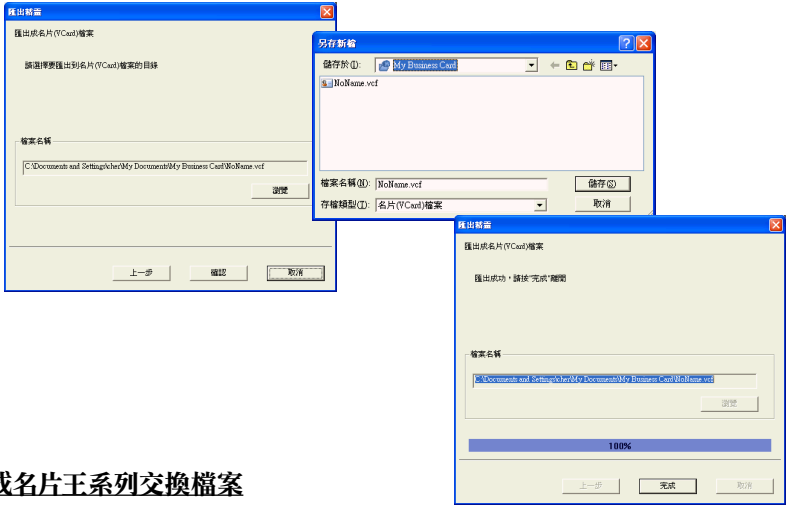 匯出精靈
匯出成名片(VCard)檔案
請選擇要匯出到名片(VCard)檔案的目錄
檔案名稱
C:\Documents and Settings\cher\My Documents\My Business Card\NoName.vcf
瀏覽
上一步
確認
取消
另存新檔
儲存於(I):
My Business Card
NoName.vcf
檔案名稱(N):
NoName.vcf
儲存(S)
存檔類型(T):
名片(VCard)檔案
取消
匯出精靈
匯出成名片(VCard)檔案
匯出成功，請按"完成"離開
檔案名稱
C:\Documents and Settings\cher\My Documents\My Business Card\NoName.vcf
瀏覽
100%
上一步
完成
取消
成名片王系列交換檔案